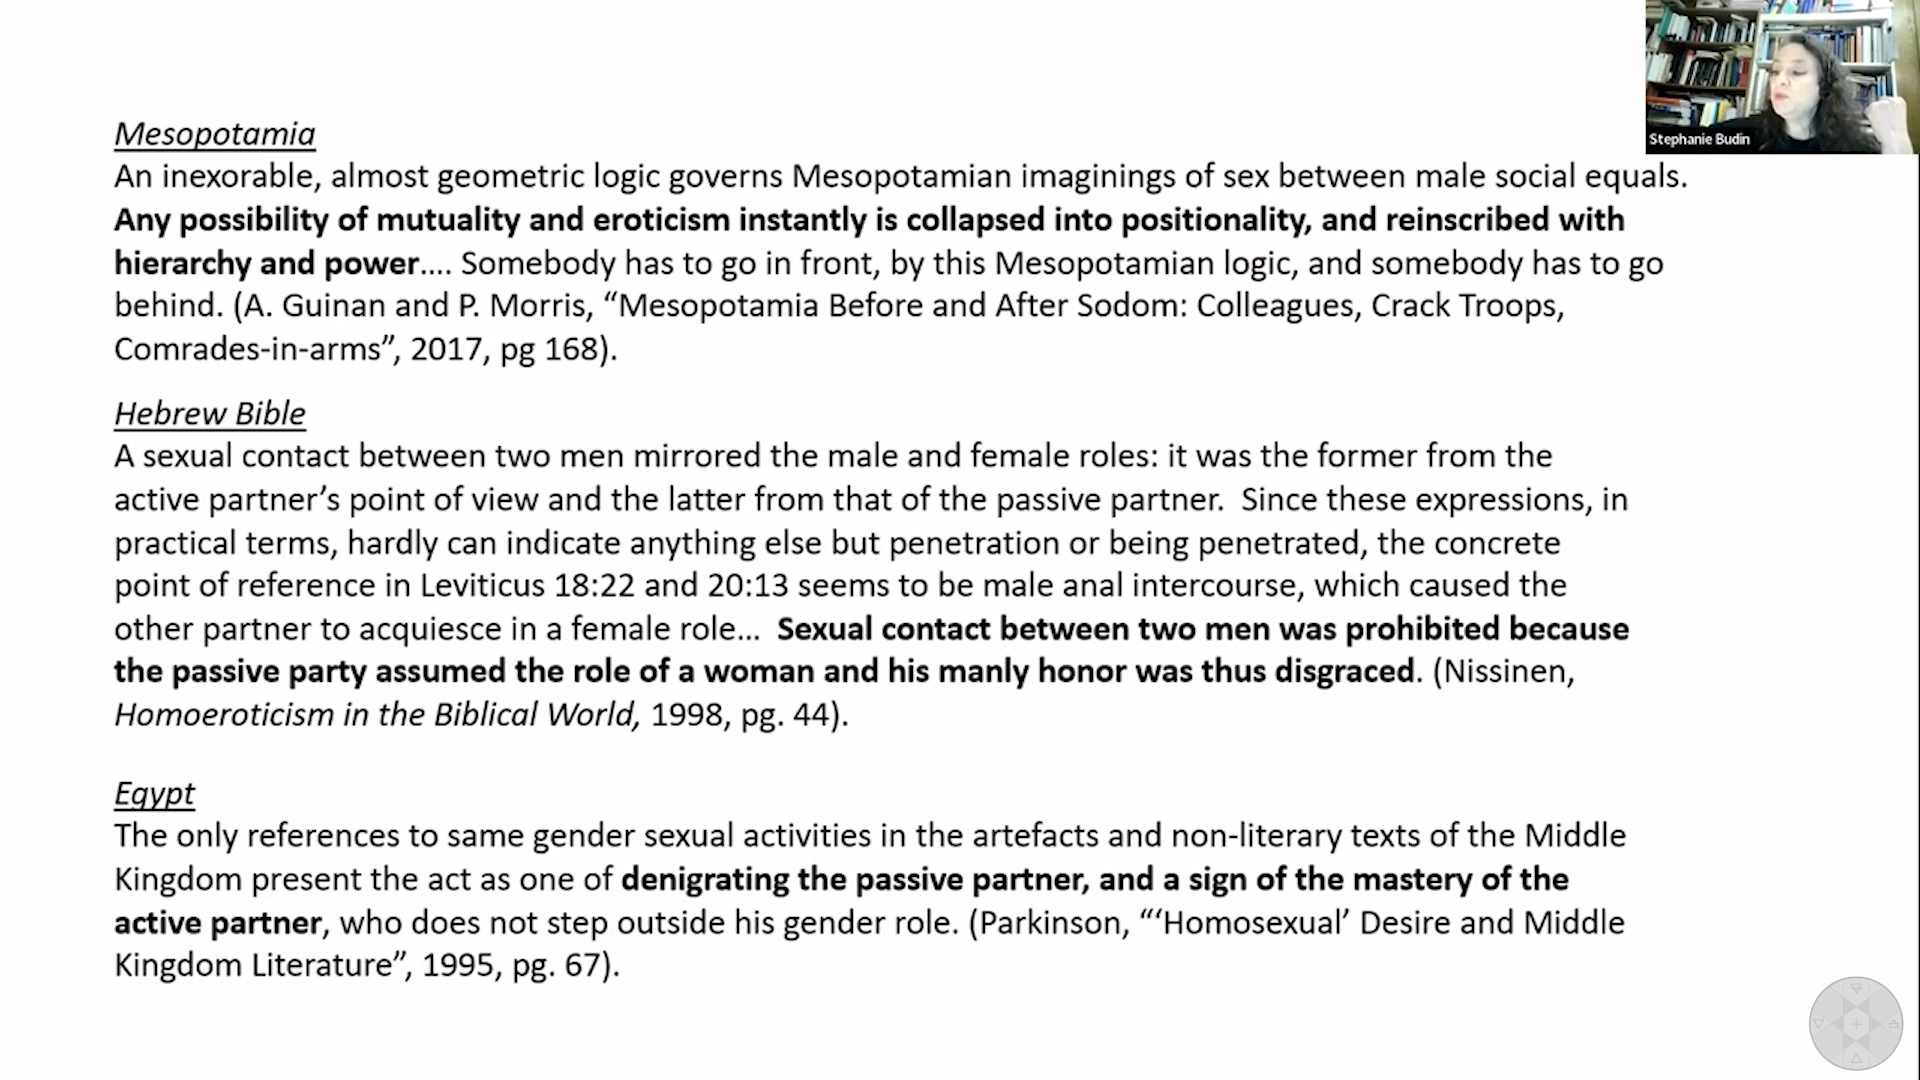 Stephanie Budin
Mesopotamia
An inexorable, almost geometric logic governs Mesopotamian imaginings of sex between male social equals.
Any possibility of mutuality and eroticism instantly is collapsed into positionality, and reinscribed with
hierarchy and power.... Somebody has to go in front, by this Mesopotamian logic, and somebody has to go
behind. (A. Guinan and P. Morris, “Mesopotamia Before and After Sodom: Colleagues, Crack Troops,
Comrades-in-arms”, 2017, pg 168).
Hebrew Bible
A sexual contact between two men mirrored the male and female roles: it was the former from the
active partner’s point of view and the latter from that of the passive partner.  Since these expressions, in
practical terms, hardly can indicate anything else but penetration or being penetrated, the concrete
point of reference in Leviticus 18:22 and 20:13 seems to be male anal intercourse, which caused the
other partner to acquiesce in a female role…  Sexual contact between two men was prohibited because
the passive party assumed the role of a woman and his manly honor was thus disgraced. (Nissinen,
Homoeroticism in the Biblical World, 1998, pg. 44).
Egypt
The only references to same gender sexual activities in the artefacts and non-literary texts of the Middle
Kingdom present the act as one of denigrating the passive partner, and a sign of the mastery of the
active partner, who does not step outside his gender role. (Parkinson, “‘Homosexual’ Desire and Middle
Kingdom Literature”, 1995, pg. 67).